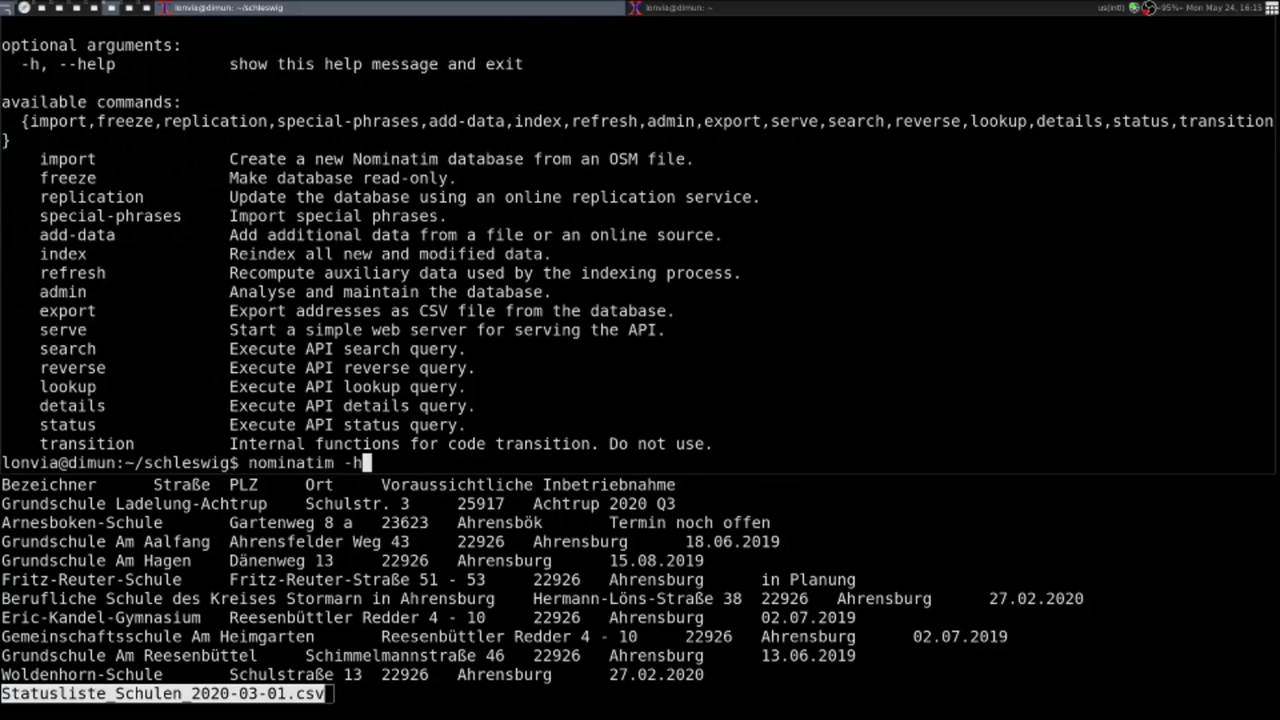 lonvia@dimun: ~/schleswig lonvia@dimun: ~ us(intl) ~95%~ Mon May 24, 16:15
optional arguments:
-h, --help show this help message and exit
available commands:
{import,freeze,replication,special-phrases,add-data,index,refresh,admin,export,serve,search,reverse,lookup,details,status,transition
}
import Create a new Nominatim database from an OSM file.
freeze Make database read-only.
replication Update the database using an online replication service.
special-phrases Import special phrases.
add-data Add additional data from a file or an online source.
index Reindex all new and modified data.
refresh Recompute auxiliary data used by the indexing process.
admin Analyse and maintain the database.
export Export addresses as CSV file from the database.
serve Start a simple web server for serving the API.
search Execute API search query.
reverse Execute API reverse query.
lookup Execute API lookup query.
details Execute API details query.
status Execute API status query.
transition Internal functions for code transition. Do not use.
lonvia@dimun:~/schleswig$ nominatim -h
Bezeichner Straße PLZ Ort Voraussichtliche Inbetriebnahme
Grundschule Ladelung-Achtrup Schulstr. 3 25917 Achtrup 2020 Q3
Arnesboken-Schule Gartenweg 8 a 23623 Ahrensbök Termin noch offen
Grundschule Am Aalfang Ahrensfelder Weg 43 22926 Ahrensburg 18.06.2019
Grundschule Am Hagen Dänenweg 13 22926 Ahrensburg 15.08.2019
Fritz-Reuter-Schule Fritz-Reuter-Straße 51 - 53 22926 Ahrensburg in Planung
Berufliche Schule des Kreises Stormarn in Ahrensburg Hermann-Löns-Straße 38 22926 Ahrensburg 27.02.2020
Eric-Kandel-Gymnasium Reesenbüttler Redder 4 - 10 22926 Ahrensburg 02.07.2019
Gemeinschaftsschule Am Heimgarten Reesenbüttler Redder 4 - 10 22926 Ahrensburg 02.07.2019
Grundschule Am Reesenbüttel Schimmelmannstraße 46 22926 Ahrensburg 13.06.2019
Woldenhorn-Schule Schulstraße 13 22926 Ahrensburg 27.02.2020
Statusliste_Schulen_2020-03-01.csv